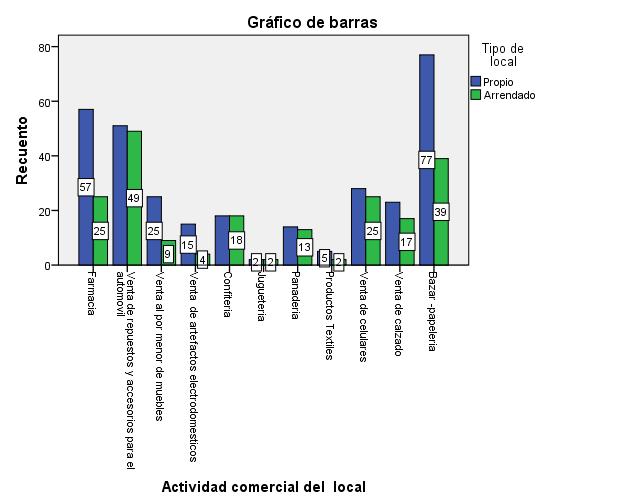 Gráfico de barras
Tipo de
local
Propio
Arrendado
Recuento
80
60
40
20
0
57
25
49
25
9
15
4
18
2
2
13
5
2
25
17
77
39
Farmacia
Venta de repuestos y accesorios para el
automovil
Venta al por menor de muebles
Venta de artefactos electrodomesticos
Confiteria
Jugueteria
Panaderia
Productos Textiles
Venta de celulares
Venta de calzado
Bazar -papeleria
Actividad comercial del local